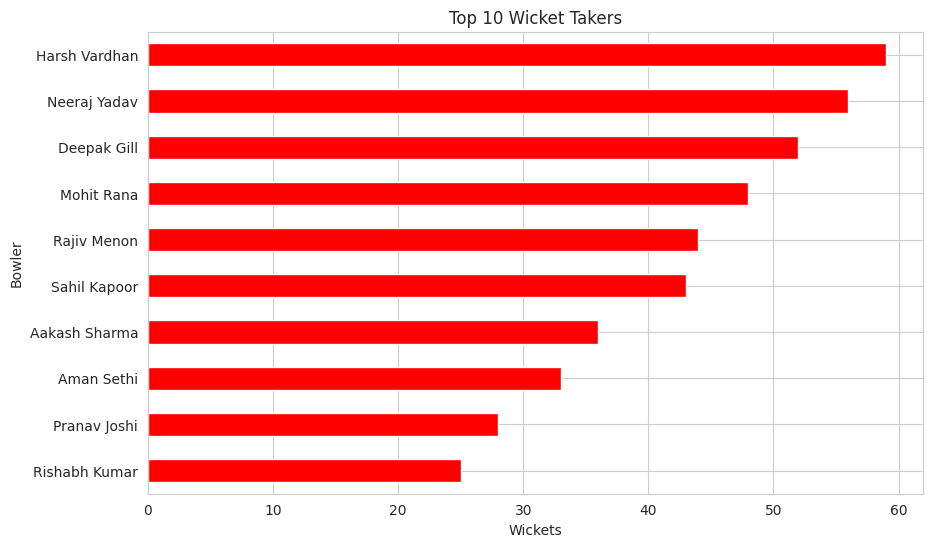 Top 10 Wicket Takers
Harsh Vardhan
Neeraj Yadav
Deepak Gill
Mohit Rana
Rajiv Menon
Sahil Kapoor
Aakash Sharma
Aman Sethi
Pranav Joshi
Rishabh Kumar
Bowler
0 10 20 30 40 50 60
Wickets